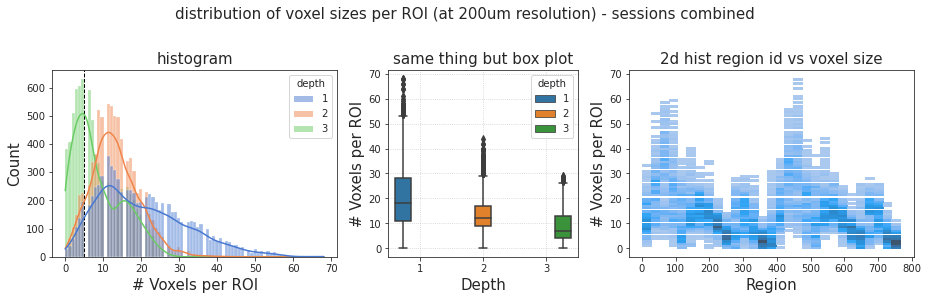 distribution of voxel sizes per ROI (at 200um resolution) - sessions combined
histogram
Count
600
500
400
300
200
100
0
0 10 20 30 40 50 60 70
# Voxels per ROI
depth
1
2
3
same thing but box plot
# Voxels per ROI
70
60
50
40
30
20
10
0
1 2 3
Depth
depth
1
2
3
2d hist region id vs voxel size
# Voxels per ROI
70
60
50
40
30
20
10
0
0 100 200 300 400 500 600 700 800
Region